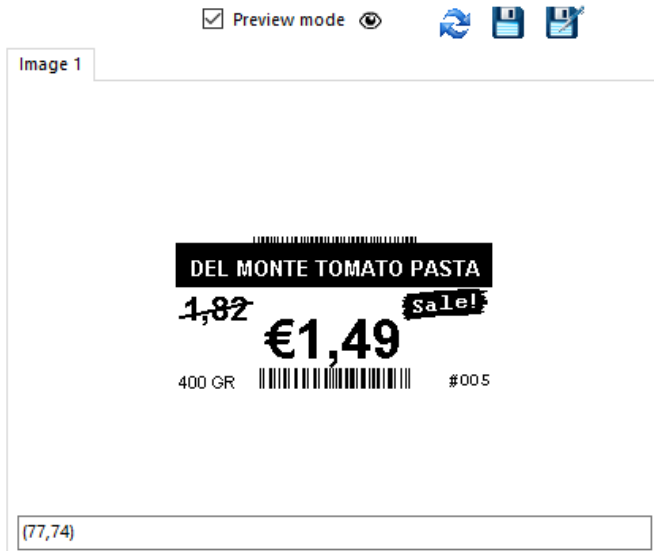 Preview mode
Image 1
DEL MONTE TOMATO PASTA
1,82
Sale!
€1,49
400 GR
#005
(77,74)